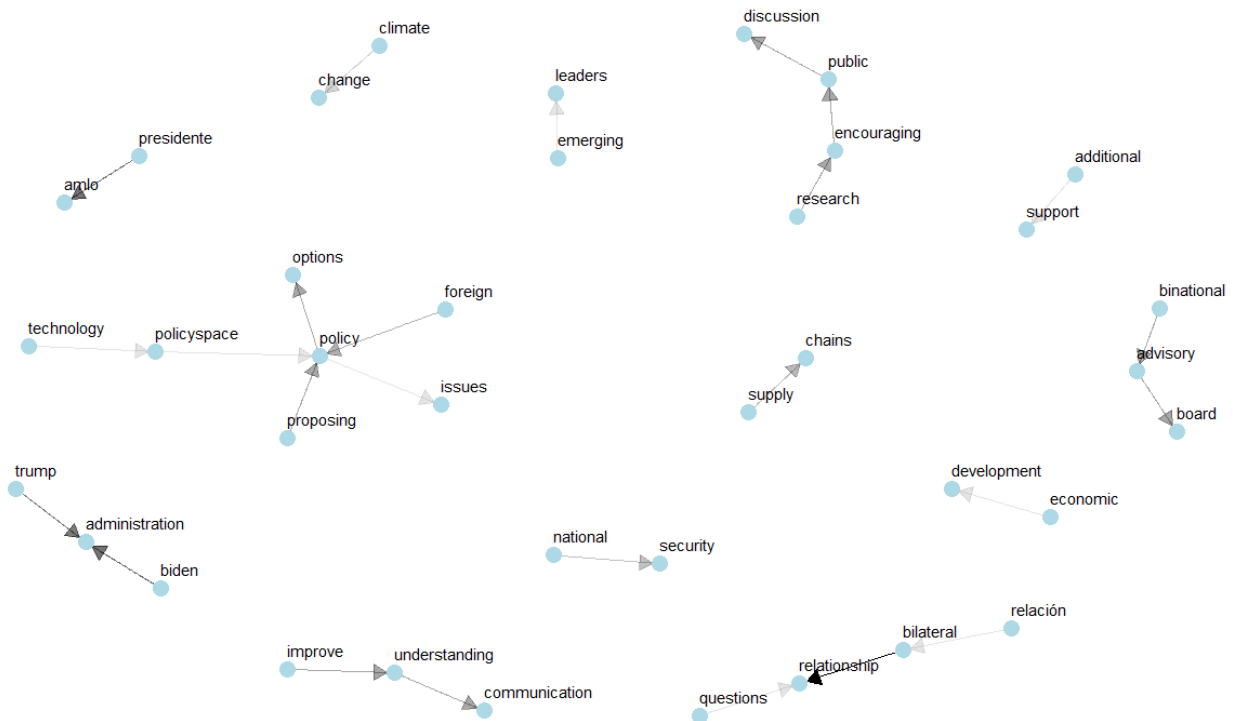 discussion
climate
public
leaders
change
presidente
encouraging
emerging
additional
amlo
research
support
options
foreign
binational
technology
policyspace
policy
chains
advisory
issues
supply
proposing
board
trump
development
economic
administration
national
security
biden
relación
bilateral
improve
understanding
relationship
communication
questions